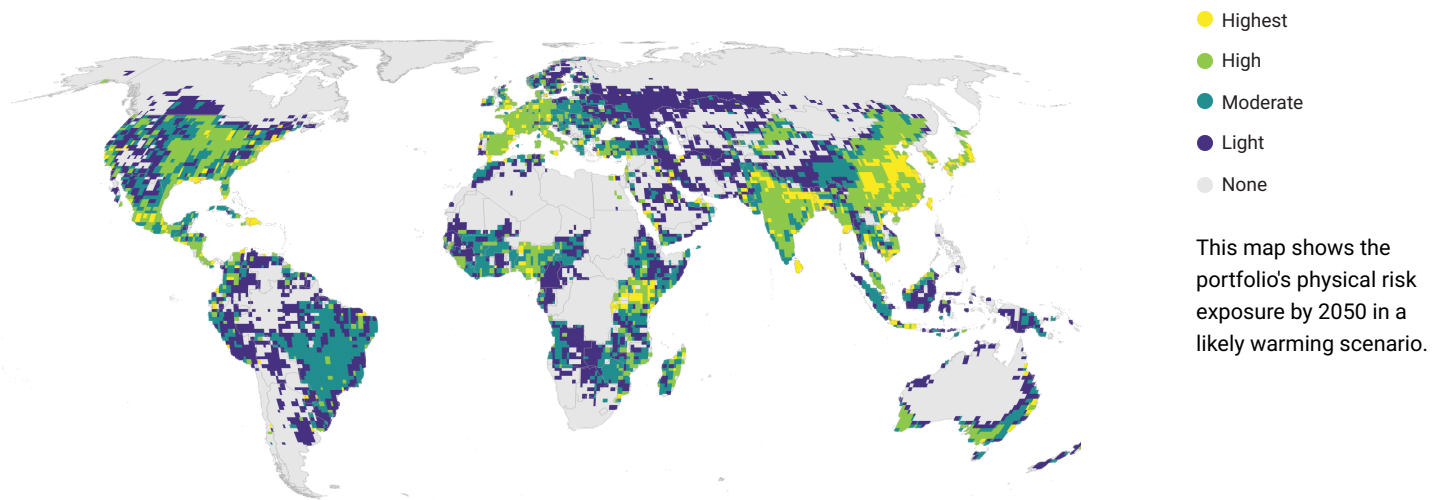 Highest
High
Moderate
Light
None
This map shows the
portfolio's physical risk
exposure by 2050 in a
likely warming scenario.